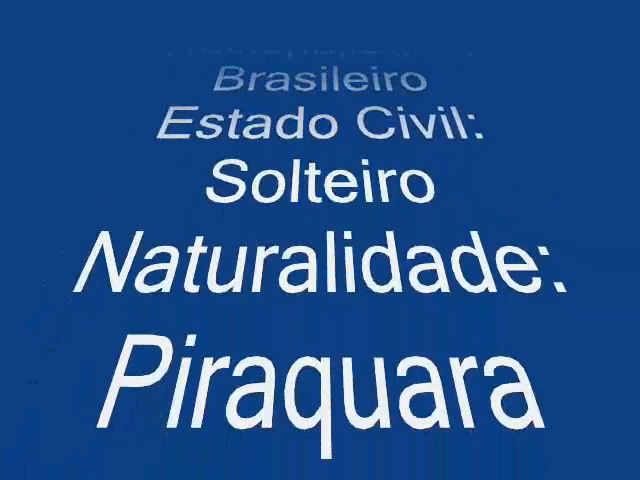 Brasileiro
Estado Civil:
Solteiro
Naturalidade:
Piraquara